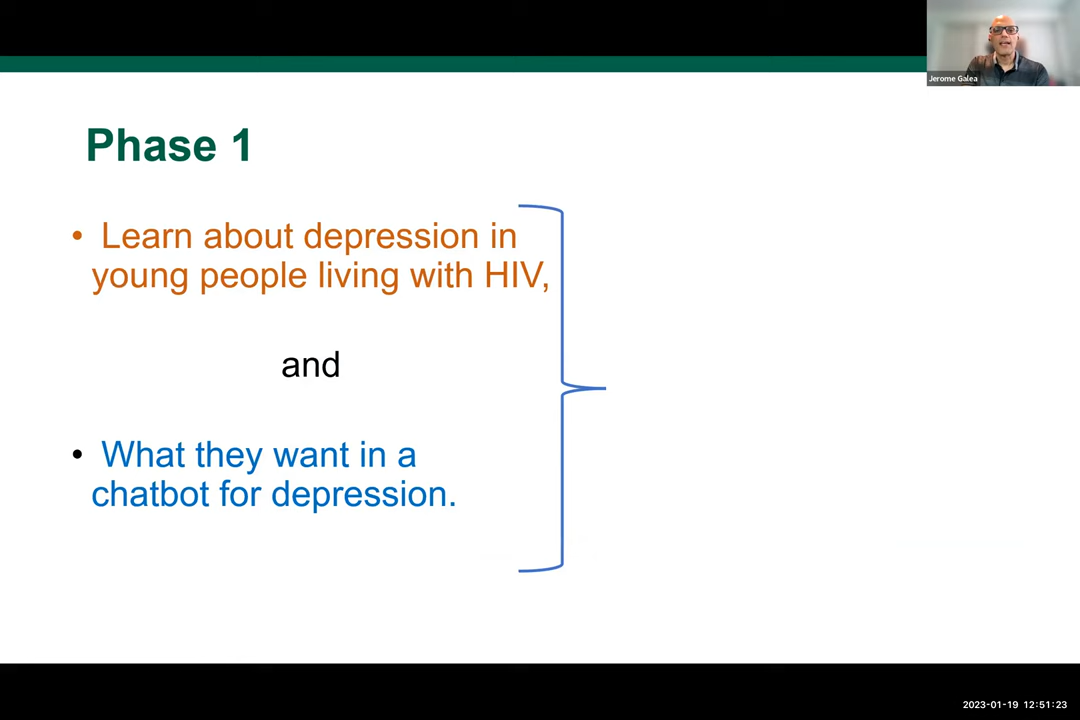 Jerome Galea
Phase 1
• Learn about depression in
young people living with HIV,
and
• What they want in a
chatbot for depression.
2023-01-19 12:51:23